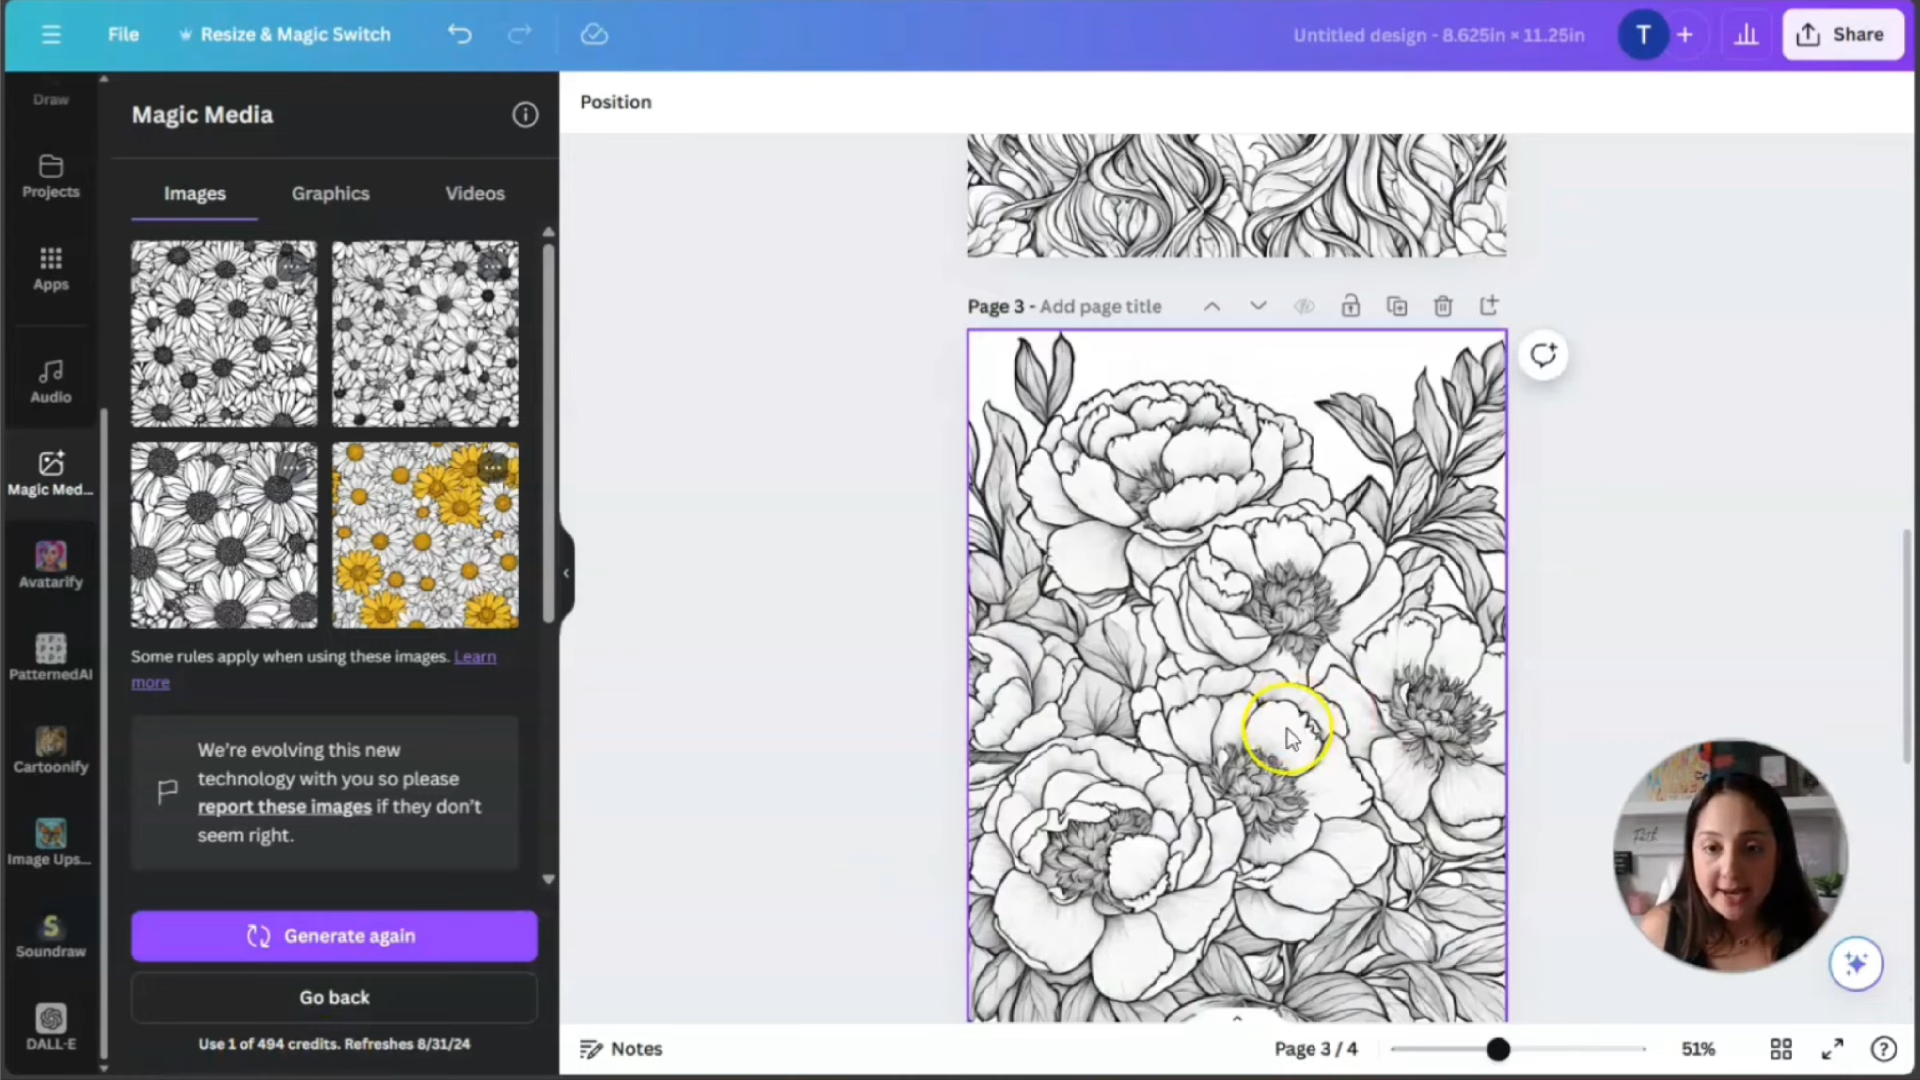 File
Resize & Magic Switch
Untitled design - 8.625in × 11.25in
T
Share
Draw
Projects
Apps
Audio
Magic Med...
Avatarify
PatternedAI
Cartoonify
Image Ups...
Soundraw
DALL·E
Magic Media
Images
Graphics
Videos
Some rules apply when using these images. Learn
more
We're evolving this new
technology with you so please
report these images if they don't
seem right.
Generate again
Go back
Use 1 of 494 credits. Refreshes 8/31/24
Position
Page 3 - Add page title
Notes
Page 3 / 4
51%